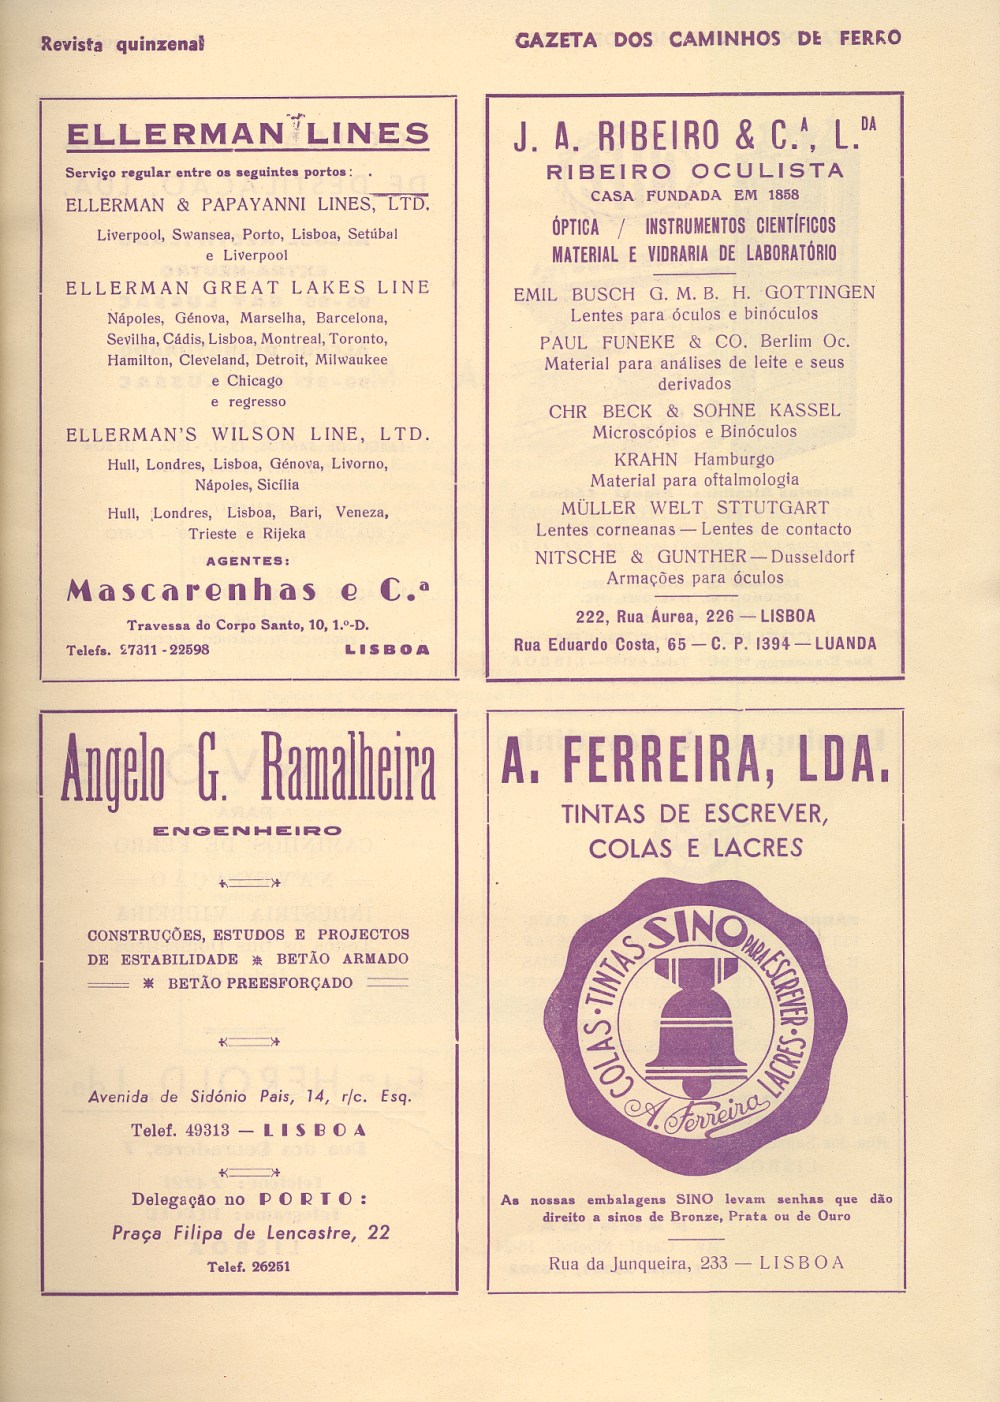 Revista quinzenal
GAZETA DOS CAMINHOS DE FERRO
ELLERMAN LINES
Serviço regular entre os seguintes portos:
ELLERMAN & PAPAYANNI LINES, LTD.
Liverpool, Swansea, Porto, Lisboa, Setúbal
e Liverpool
ELLERMAN GREAT LAKES LINE
Nápoles, Génova, Marselha, Barcelona,
Sevilha, Cádis, Lisboa, Montreal, Toronto,
Hamilton, Cleveland, Detroit, Milwaukee
e Chicago
e regresso
ELLERMAN'S WILSON LINE, LTD.
Hull, Londres, Lisboa, Génova, Livorno,
Nápoles, Sicília
Hull, Londres, Lisboa, Bari, Veneza,
Trieste e Rijeka
AGENTES:
Mascarenhas e C.ª
Travessa do Corpo Santo, 10, 1.º-D.
Telefs. 27311-22598 LISBOA
J. A. RIBEIRO & C.A, L.DA
RIBEIRO OCULISTA
CASA FUNDADA EM 1858
ÓPTICA / INSTRUMENTOS CIENTÍFICOS
MATERIAL E VIDRARIA DE LABORATÓRIO
EMIL BUSCH G. M. B. H. GOTTINGEN
Lentes para óculos e binóculos
PAUL FUNEKE & CO. Berlim Oc.
Material para análises de leite e seus
derivados
CHR BECK & SOHNE KASSEL
Microscópios e Binóculos
KRAHN Hamburgo
Material para oftalmologia
MÜLLER WELT STTUTGART
Lentes corneanas — Lentes de contacto
NITSCHE & GUNTHER — Dusseldorf
Armações para óculos
222, Rua Áurea, 226 — LISBOA
Rua Eduardo Costa, 65 — C. P. 1394 — LUANDA
Angelo G. Ramalheira
ENGENHEIRO
CONSTRUÇÕES, ESTUDOS E PROJECTOS
DE ESTABILIDADE * BETÃO ARMADO
* BETÃO PREESFORÇADO
Avenida de Sidónio Pais, 14, r/c. Esq.
Telef. 49313 — LISBOA
Delegação no PORTO:
Praça Filipa de Lencastre, 22
Telef. 26251
A. FERREIRA, LDA.
TINTAS DE ESCREVER,
COLAS E LACRES
COLAS · TINTAS SINO PARA ESCREVER · LACRES
A. Ferreira
As nossas embalagens SINO levam senhas que dão
direito a sinos de Bronze, Prata ou de Ouro
Rua da Junqueira, 233 — LISBOA